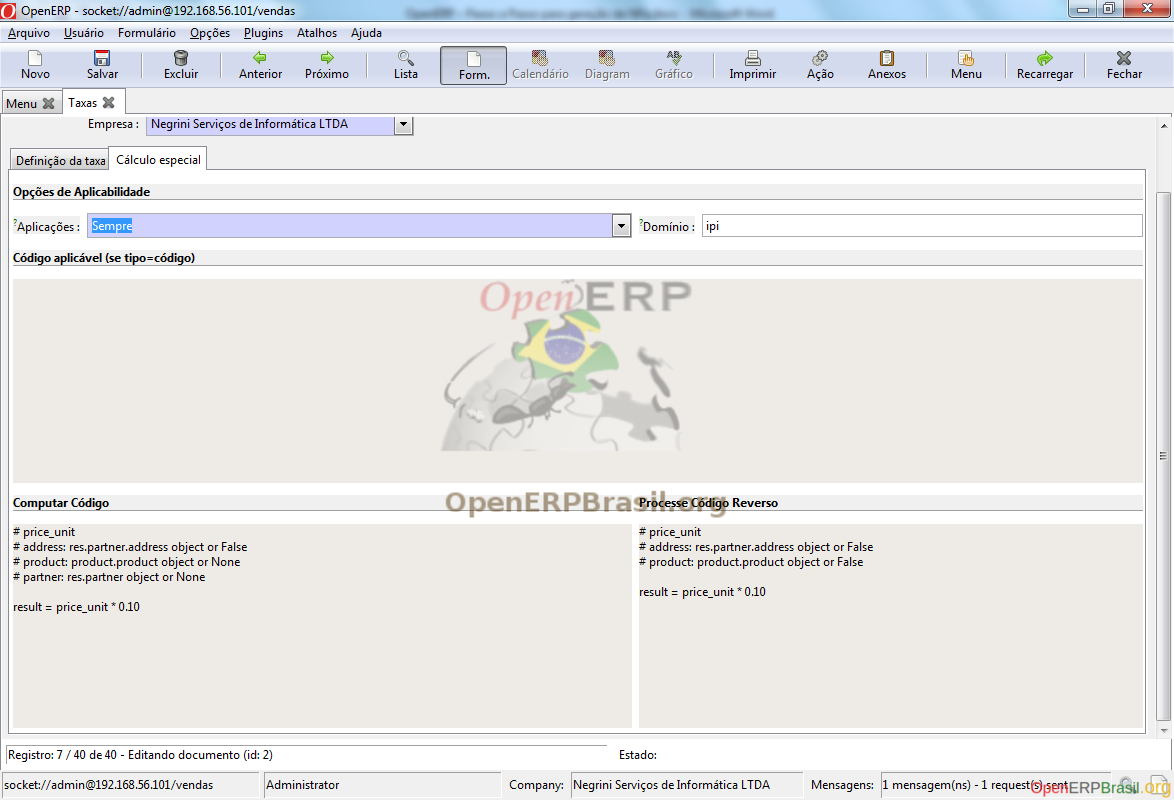 OpenERP - socket://admin@192.168.56.101/vendas
Arquivo Usuário Formulário Opções Plugins Atalhos Ajuda
Novo Salvar Excluir Anterior Próximo Lista Form. Calendário Diagram Gráfico Imprimir Ação Anexos Menu Recarregar Fechar
Menu Taxas
Empresa : Negrini Serviços de Informática LTDA
Definição da taxa Cálculo especial
Opções de Aplicabilidade
?Aplicações : Sempre ?Domínio : ipi
Código aplicável (se tipo=código)
OpenERP
OpenERPBrasil.org
Computar Código Processe Código Reverso
# price_unit
# address: res.partner.address object or False
# product: product.product object or None
# partner: res.partner object or None
result = price_unit * 0.10
# price_unit
# address: res.partner.address object or False
# product: product.product object or False
result = price_unit * 0.10
Registro: 7 / 40 de 40 - Editando documento (id: 2) Estado:
socket://admin@192.168.56.101/vendas Administrator Company: Negrini Serviços de Informática LTDA Mensagens: 1 mensagem(ns) - 1 request(s) sent
OpenERPBrasil.org